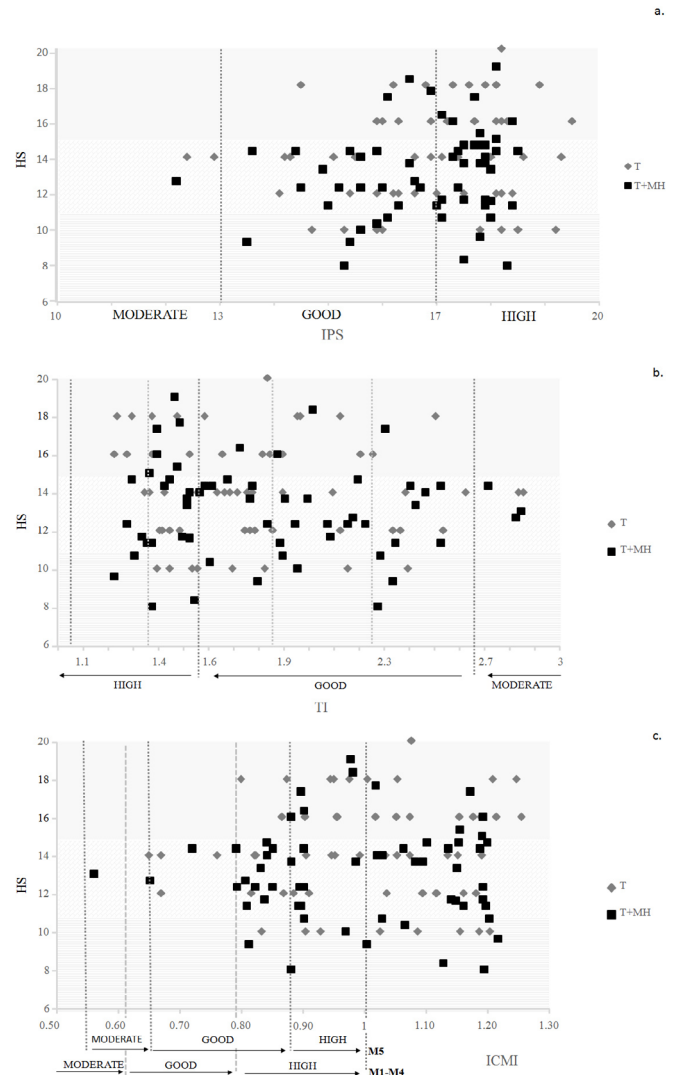 a.
20
18
16
14
12
10
8
6
HS
T
T+MH
10
13
17
20
MODERATE
GOOD
HIGH
IPS
b.
20
18
16
14
12
10
8
6
HS
T
T+MH
1.1
1.4
1.6
1.9
2.3
2.7
3
HIGH
GOOD
MODERATE
TI
c.
20
18
16
14
12
10
8
6
HS
T
T+MH
0.50
0.60
0.70
0.80
0.90
1
1.10
1.20
1.30
MODERATE
GOOD
HIGH
M5
ICMI
MODERATE
GOOD
HIGH
M1-M4